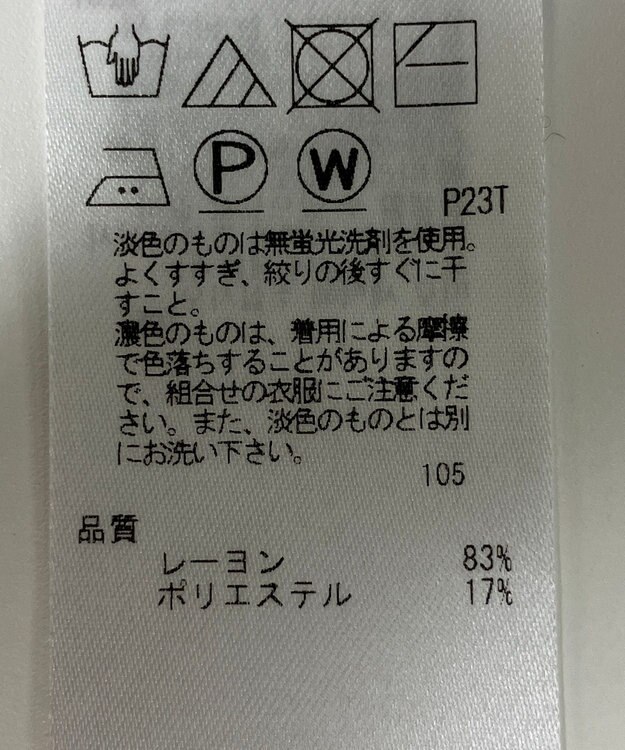 P W
P23T
淡色のものは無蛍光洗剤を使用。
よくすすぎ、絞りの後すぐに干
すこと。
濃色のものは、着用による摩擦
で色落ちすることがありますの
で、組合せの衣服にご注意くだ
さい。また、淡色のものとは別
にお洗い下さい。
105
品質
レーヨン 83%
ポリエステル 17%